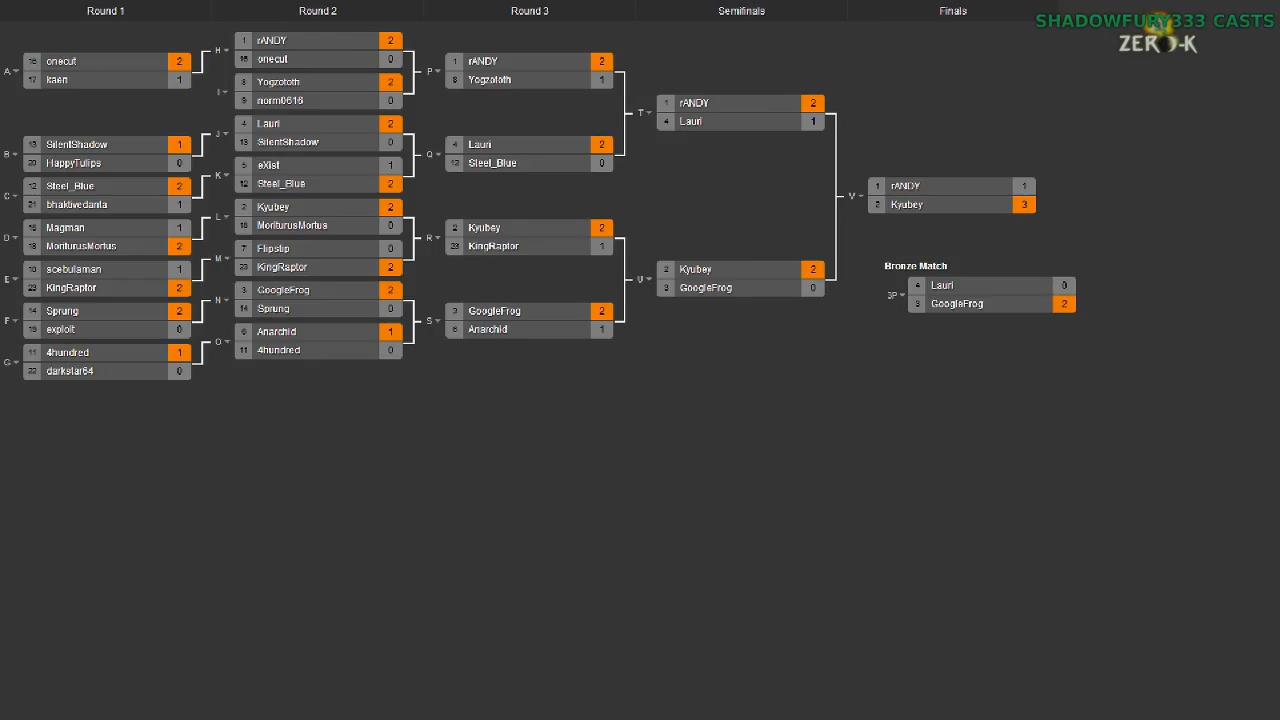 Round 1
Round 2
Round 3
Semifinals
Finals
SHADOWFURY333 CASTS
ZERO-K
A
16 onecut 2
17 kaen 1
B
13 SilentShadow 1
20 HappyTulips 0
C
12 Steel_Blue 2
21 bhaktivedanta 1
D
15 Magman 1
18 MoriturusMortus 2
E
10 scebulaman 1
23 KingRaptor 2
F
14 Sprung 2
19 exploit 0
G
11 4hundred 1
22 darkstar64 0
H
1 rANDY 2
16 onecut 0
I
8 Yogzototh 2
9 norm0616 0
J
4 Lauri 2
13 SilentShadow 0
K
5 eXist 1
12 Steel_Blue 2
L
2 Kyubey 2
18 MoriturusMortus 0
M
7 Flipstip 0
23 KingRaptor 2
N
3 GoogleFrog 2
14 Sprung 0
O
6 Anarchid 1
11 4hundred 0
P
1 rANDY 2
8 Yogzototh 1
Q
4 Lauri 2
12 Steel_Blue 0
R
2 Kyubey 2
23 KingRaptor 1
S
3 GoogleFrog 2
6 Anarchid 1
T
1 rANDY 2
4 Lauri 1
U
2 Kyubey 2
3 GoogleFrog 0
V
1 rANDY 1
2 Kyubey 3
Bronze Match
3P
4 Lauri 0
3 GoogleFrog 2